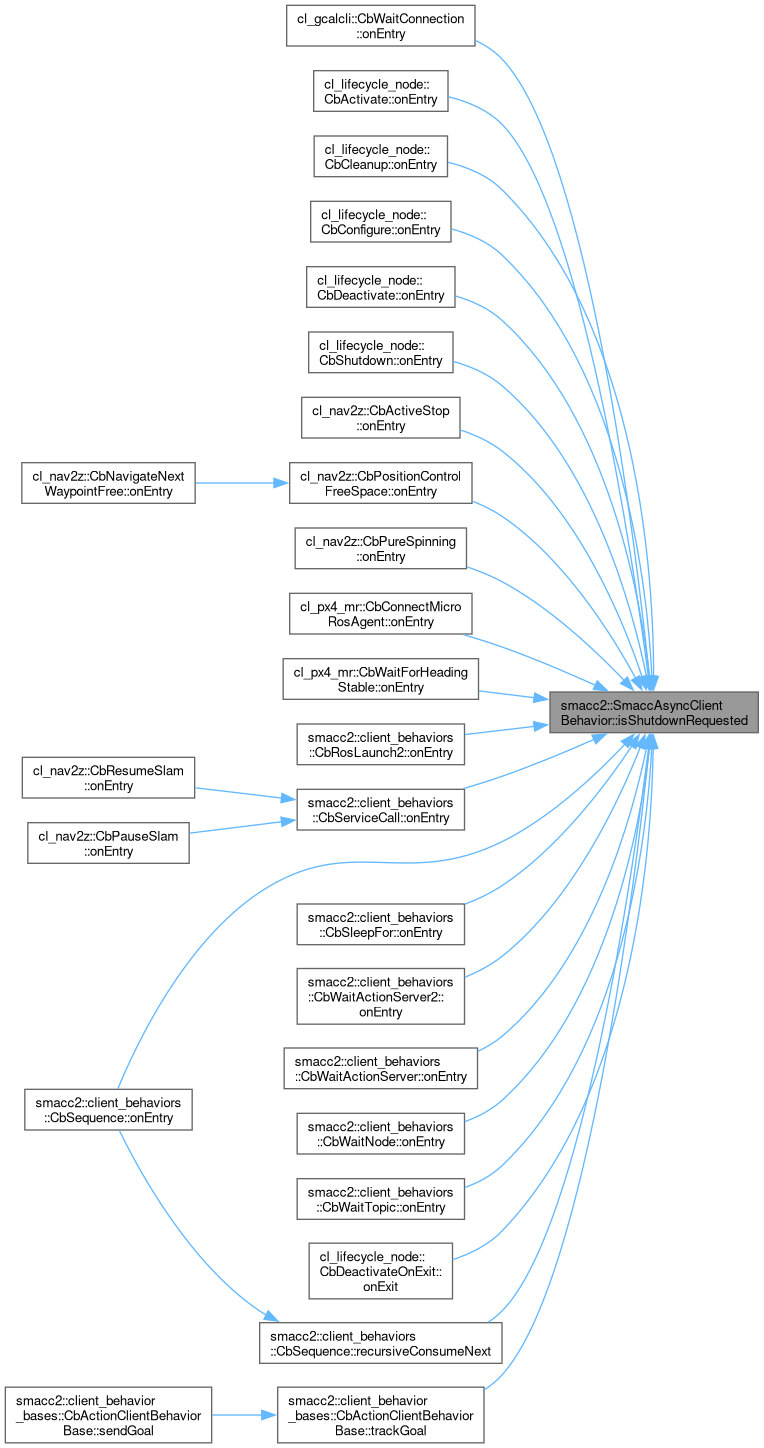 cl_gcalcli::CbWaitConnection
::onEntry
cl_lifecycle_node::
CbActivate::onEntry
cl_lifecycle_node::
CbCleanup::onEntry
cl_lifecycle_node::
CbConfigure::onEntry
cl_lifecycle_node::
CbDeactivate::onEntry
cl_lifecycle_node::
CbShutdown::onEntry
cl_nav2z::CbActiveStop
::onEntry
cl_nav2z::CbNavigateNext
WaypointFree::onEntry
cl_nav2z::CbPositionControl
FreeSpace::onEntry
cl_nav2z::CbPureSpinning
::onEntry
cl_px4_mr::CbConnectMicro
RosAgent::onEntry
cl_px4_mr::CbWaitForHeading
Stable::onEntry
smacc2::SmaccAsyncClient
Behavior::isShutdownRequested
smacc2::client_behaviors
::CbRosLaunch2::onEntry
cl_nav2z::CbResumeSlam
::onEntry
smacc2::client_behaviors
::CbServiceCall::onEntry
cl_nav2z::CbPauseSlam
::onEntry
smacc2::client_behaviors
::CbSleepFor::onEntry
smacc2::client_behaviors
::CbWaitActionServer2::
onEntry
smacc2::client_behaviors
::CbWaitActionServer::onEntry
smacc2::client_behaviors
::CbSequence::onEntry
smacc2::client_behaviors
::CbWaitNode::onEntry
smacc2::client_behaviors
::CbWaitTopic::onEntry
cl_lifecycle_node::
CbDeactivateOnExit::
onExit
smacc2::client_behaviors
::CbSequence::recursiveConsumeNext
smacc2::client_behavior
_bases::CbActionClientBehavior
Base::sendGoal
smacc2::client_behavior
_bases::CbActionClientBehavior
Base::trackGoal